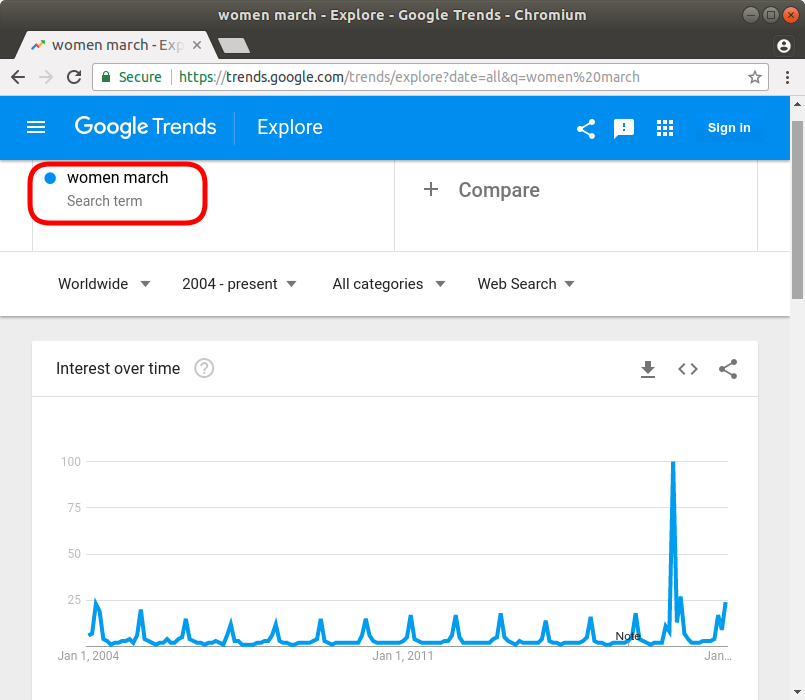 women march - Explore - Google Trends - Chromium
women march - Exp
Secure https://trends.google.com/trends/explore?date=all&q=women%20march
Google Trends Explore Sign in
women march
Search term
+ Compare
Worldwide 2004 - present All categories Web Search
Interest over time ?
100
75
50
25
Note
Jan 1, 2004 Jan 1, 2011 Jan...